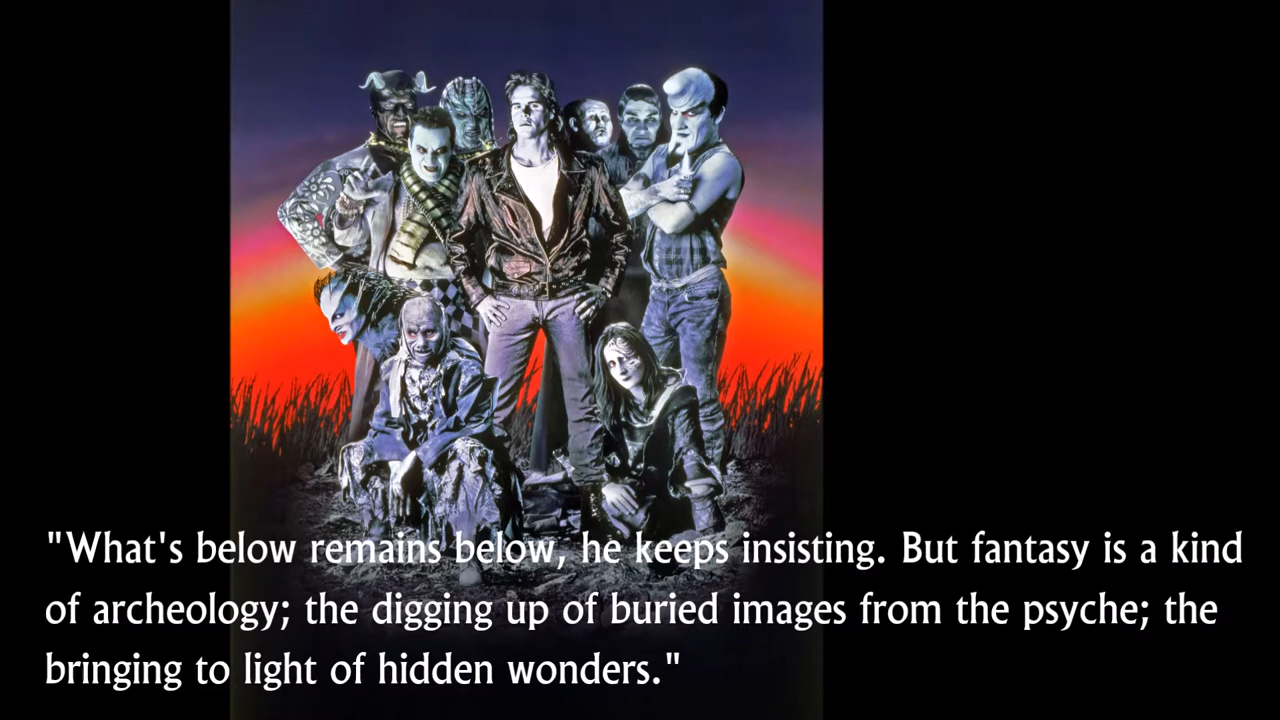 "What's below remains below, he keeps insisting. But fantasy is a kind
of archeology; the digging up of buried images from the psyche; the
bringing to light of hidden wonders."